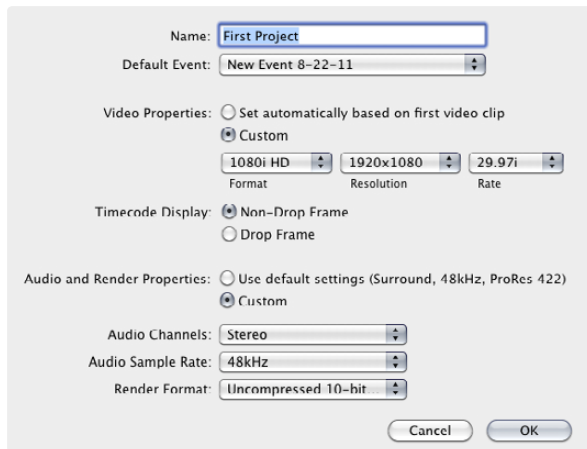 Name: First Project
Default Event: New Event 8-22-11
Video Properties: Set automatically based on first video clip
Custom
1080i HD 1920x1080 29.97i
Format Resolution Rate
Timecode Display: Non-Drop Frame
Drop Frame
Audio and Render Properties: Use default settings (Surround, 48kHz, ProRes 422)
Custom
Audio Channels: Stereo
Audio Sample Rate: 48kHz
Render Format: Uncompressed 10-bit...
Cancel OK